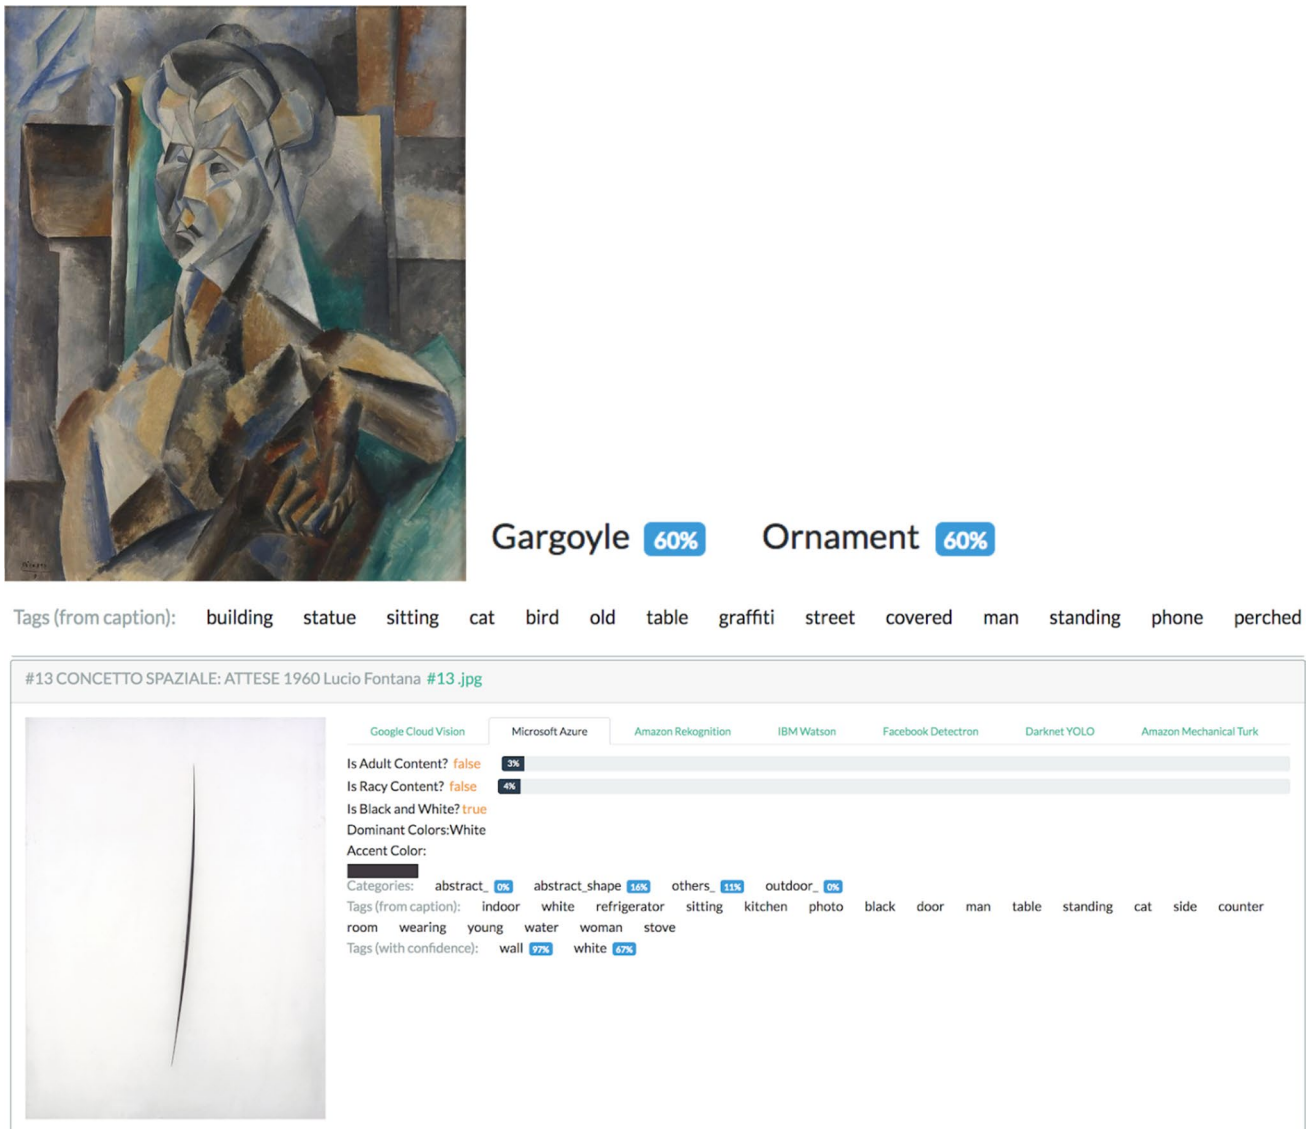 Gargoyle 60% Ornament 60%
Tags (from caption): building statue sitting cat bird old table graffiti street covered man standing phone perched
#13 CONCETTO SPAZIALE: ATTESE 1960 Lucio Fontana #13 .jpg
Google Cloud Vision Microsoft Azure Amazon Rekognition IBM Watson Facebook Detectron Darknet YOLO Amazon Mechanical Turk
Is Adult Content? false 3%
Is Racy Content? false 4%
Is Black and White? true
Dominant Colors:White
Accent Color:
Categories: abstract_ 0% abstract_shape 16% others_ 11% outdoor_ 0%
Tags (from caption): indoor white refrigerator sitting kitchen photo black door man table standing cat side counter
room wearing young water woman stove
Tags (with confidence): wall 97% white 67%